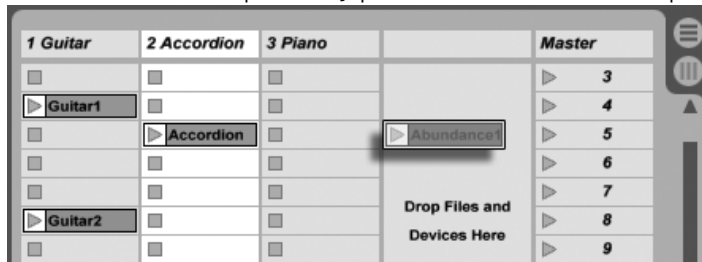 1 Guitar 2 Accordion 3 Piano Master
3
Guitar1 4
Accordion Abundance1 5
6
7
Drop Files and
Guitar2 8
Devices Here
9